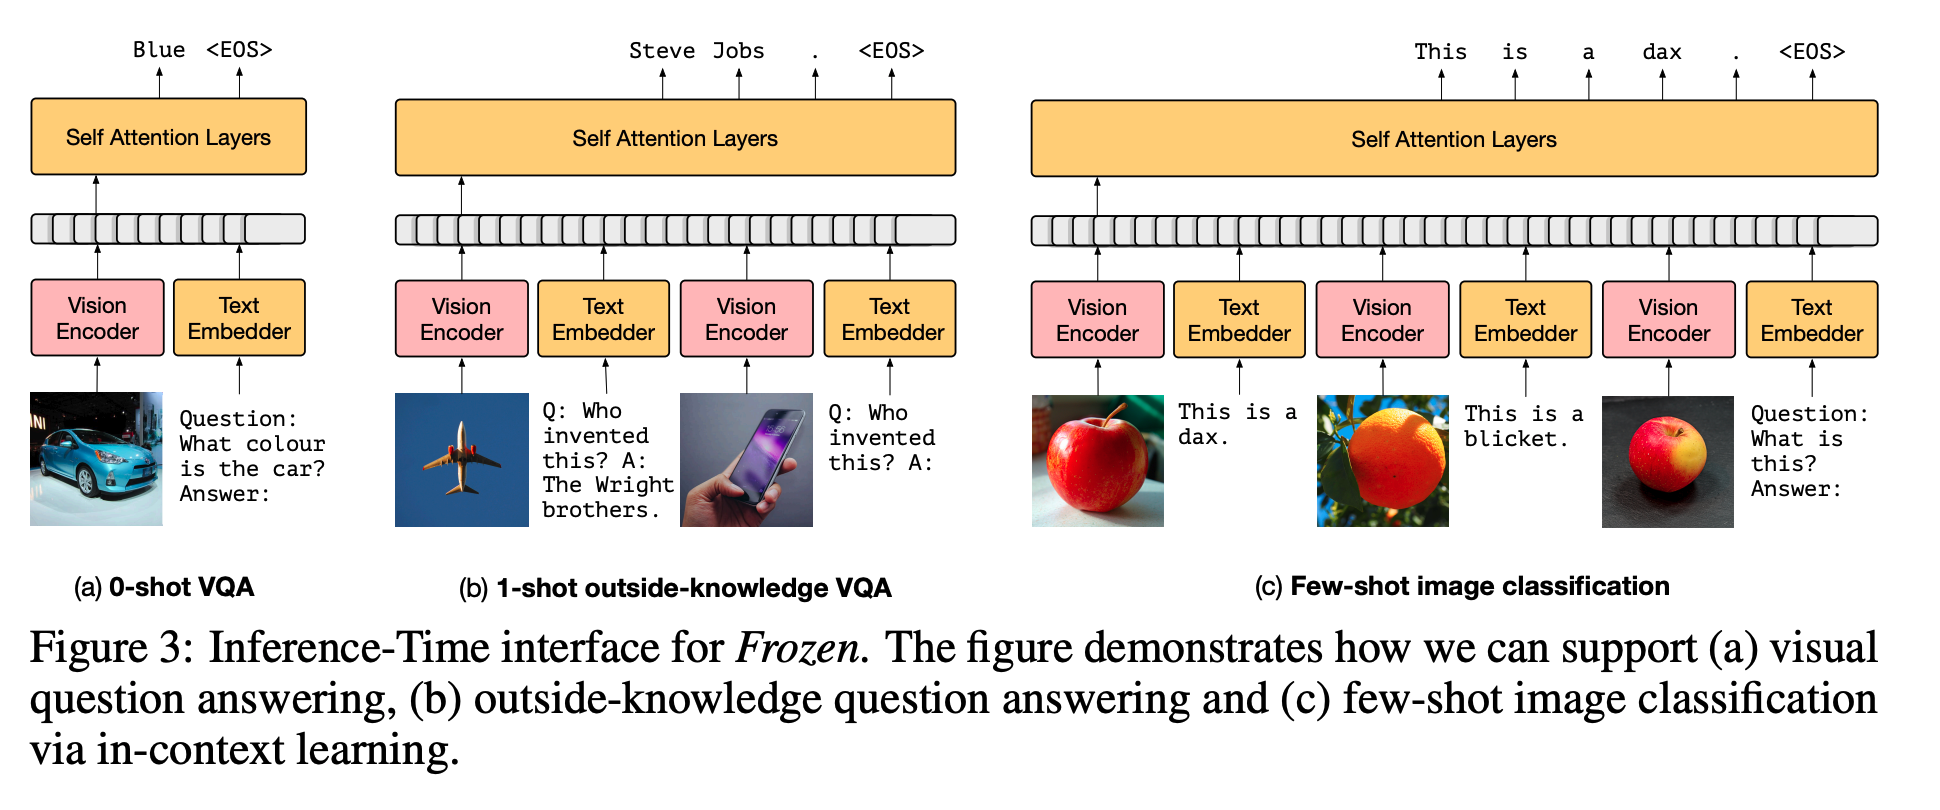 Blue <EOS>
Self Attention Layers
Vision
Encoder
Text
Embedder
Question:
What colour
is the car?
Answer:
(a) 0-shot VQA
Steve Jobs . <EOS>
Self Attention Layers
Vision
Encoder
Text
Embedder
Vision
Encoder
Text
Embedder
Q: Who
invented
this? A:
The Wright
brothers.
Q: Who
invented
this? A:
(b) 1-shot outside-knowledge VQA
This is a dax . <EOS>
Self Attention Layers
Vision
Encoder
Text
Embedder
Vision
Encoder
Text
Embedder
Vision
Encoder
Text
Embedder
This is a
dax.
This is a
blicket.
Question:
What is
this?
Answer:
(c) Few-shot image classification
Figure 3: Inference-Time interface for Frozen. The figure demonstrates how we can support (a) visual
question answering, (b) outside-knowledge question answering and (c) few-shot image classification
via in-context learning.